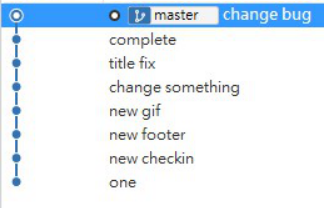 master change bug
complete
title fix
change something
new gif
new footer
new checkin
one